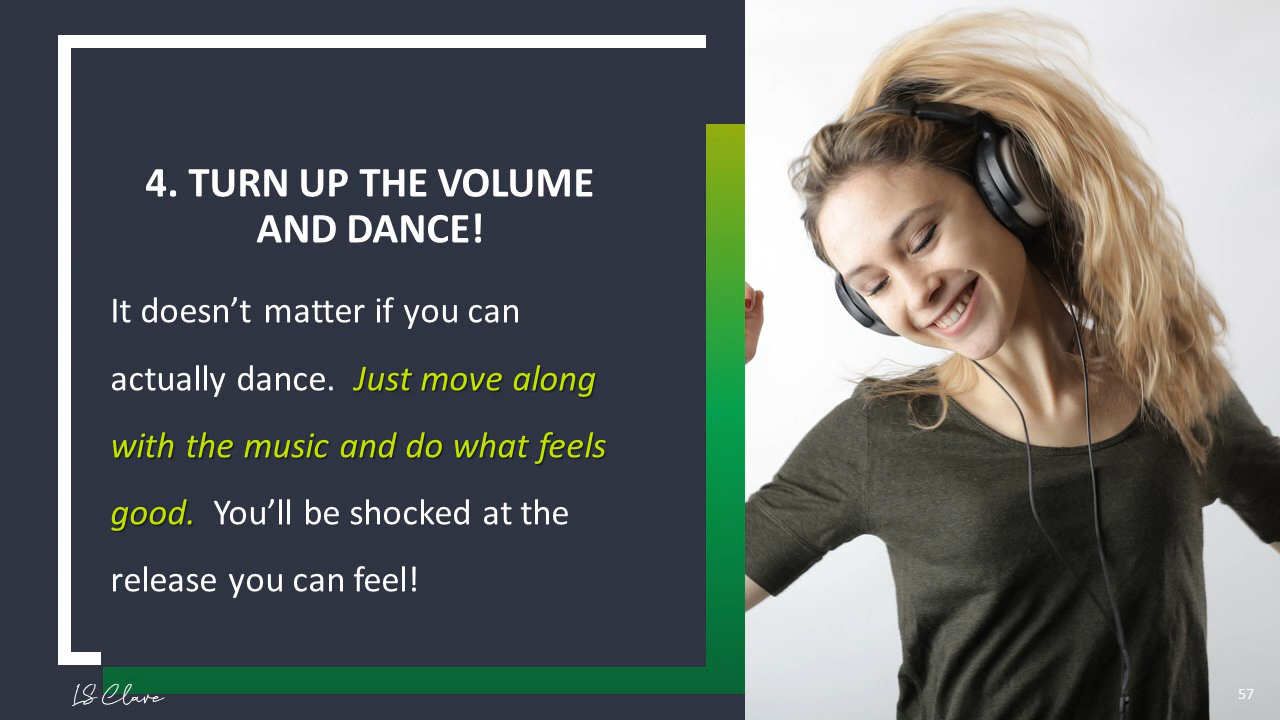 4. TURN UP THE VOLUME
AND DANCE!
It doesn’t matter if you can
actually dance.  Just move along
with the music and do what feels
good.  You’ll be shocked at the
release you can feel!
LS Clave
57